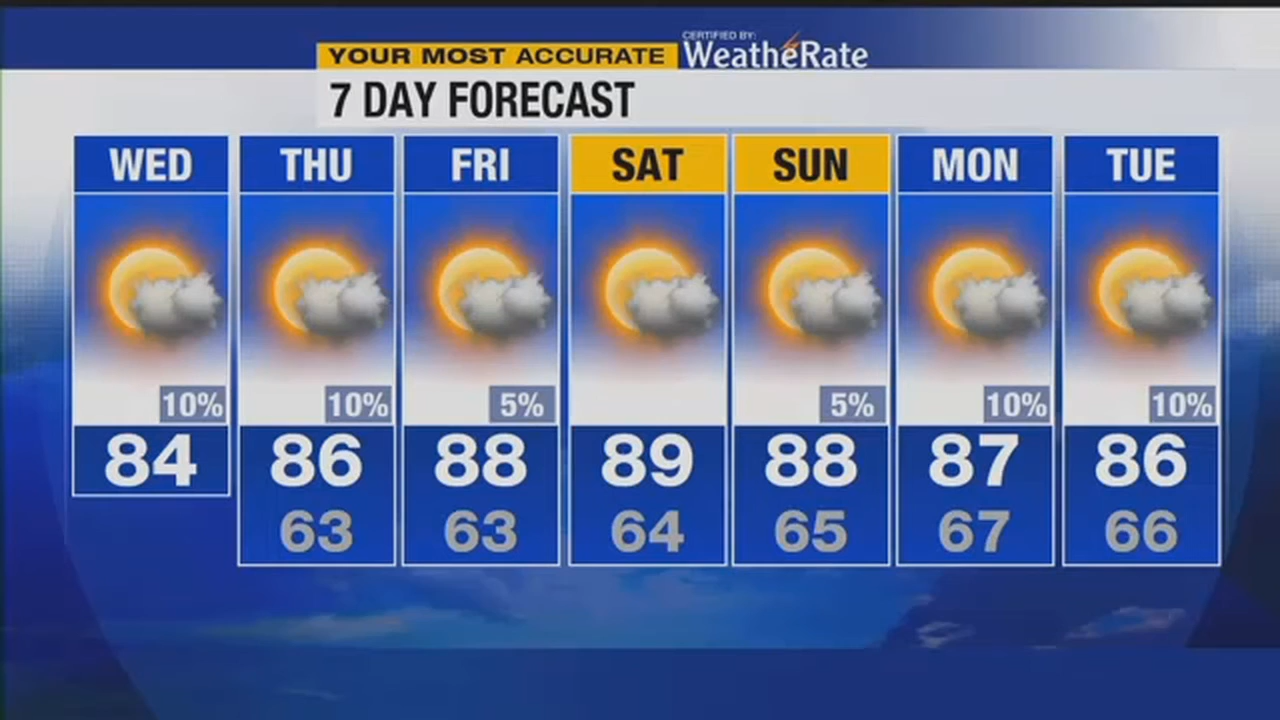 CERTIFIED BY:
YOUR MOST ACCURATE WeatheRate
7 DAY FORECAST
WED THU FRI SAT SUN MON TUE
10% 10% 5% 5% 10% 10%
84 86 88 89 88 87 86
63 63 64 65 67 66